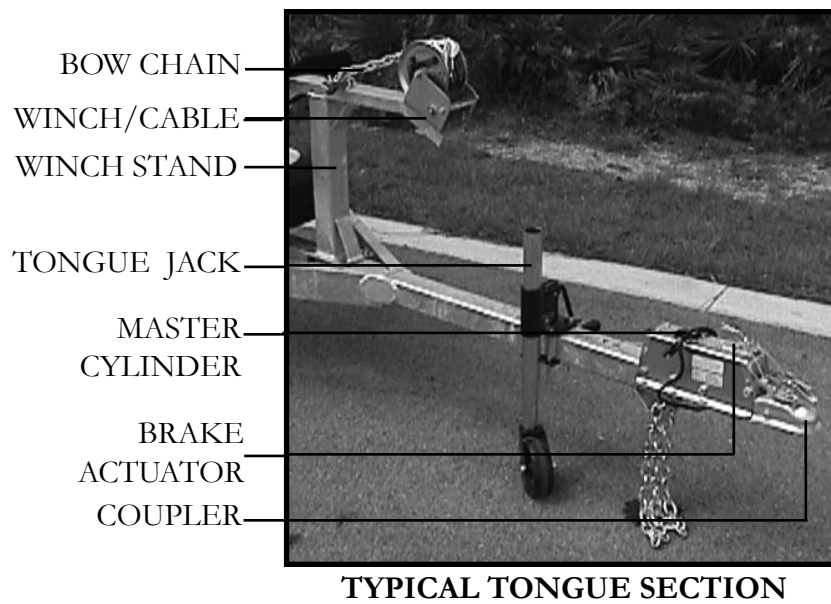 BOW CHAIN
WINCH/CABLE
WINCH STAND
TONGUE JACK
MASTER
CYLINDER
BRAKE
ACTUATOR
COUPLER
TYPICAL TONGUE SECTION